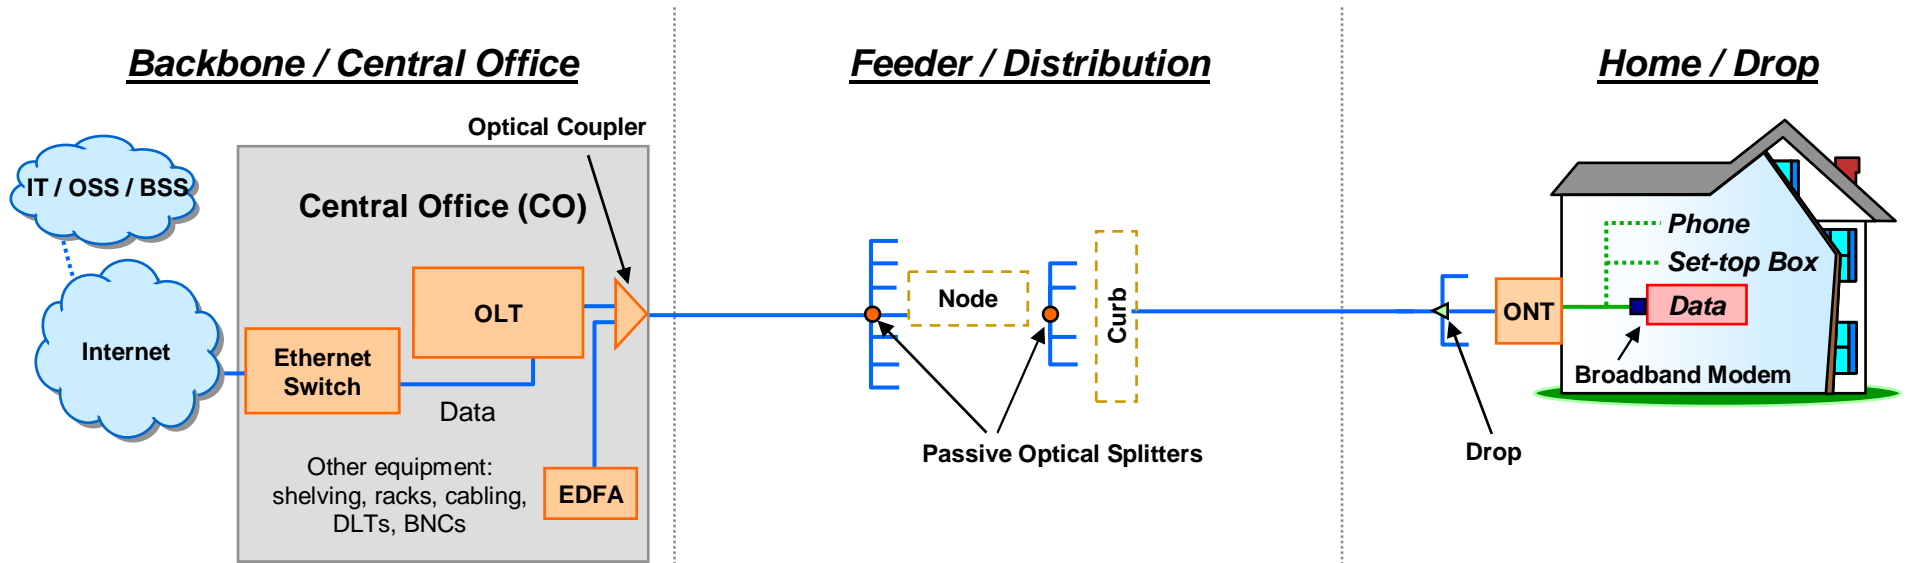 Backbone / Central Office
Feeder / Distribution
Home / Drop
Optical Coupler
IT / OSS / BSS
Central Office (CO)
Phone
Set-top Box
Data
Node
Curb
OLT
ONT
Internet
Ethernet
Switch
Data
Broadband Modem
Passive Optical Splitters
Drop
Other equipment:
shelving, racks, cabling,
DLTs, BNCs
EDFA